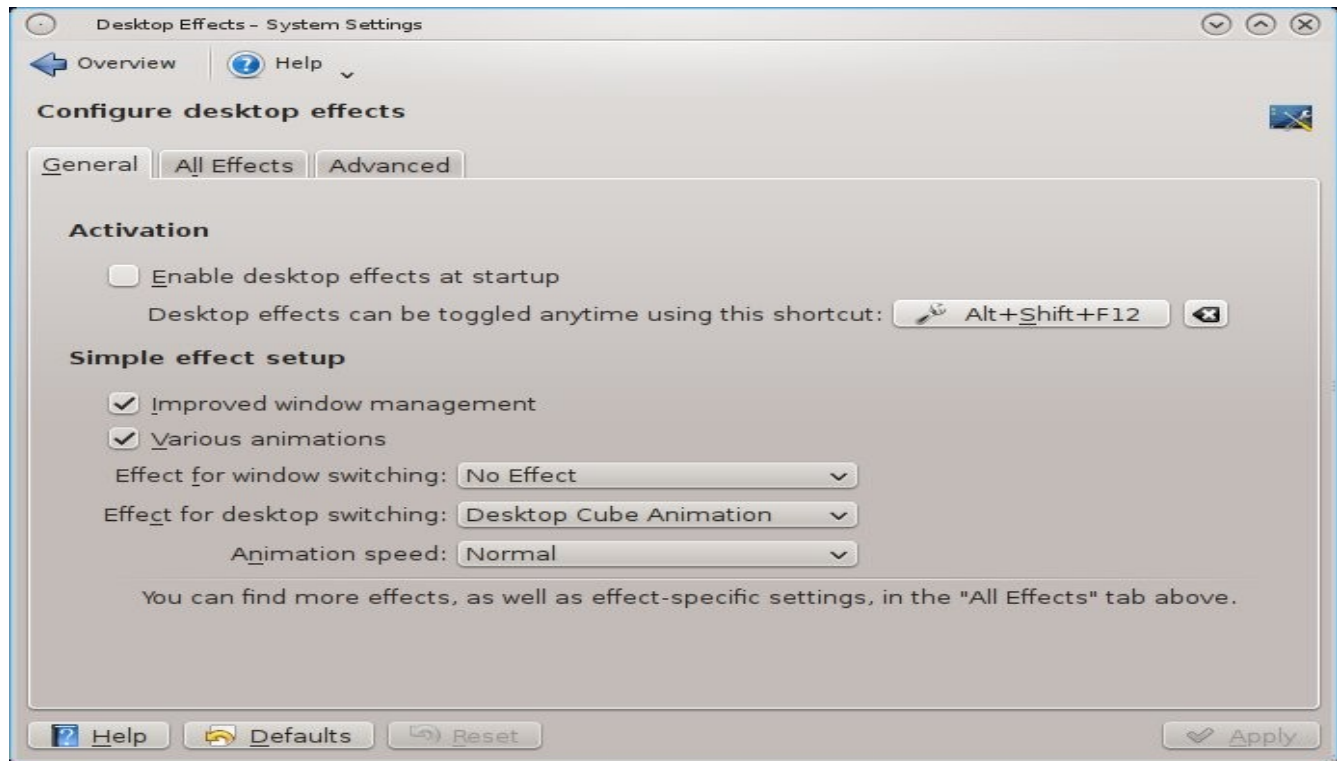 Desktop Effects – System Settings
Overview Help
Configure desktop effects
General All Effects Advanced
Activation
Enable desktop effects at startup
Desktop effects can be toggled anytime using this shortcut: Alt+Shift+F12
Simple effect setup
Improved window management
Various animations
Effect for window switching: No Effect
Effect for desktop switching: Desktop Cube Animation
Animation speed: Normal
You can find more effects, as well as effect-specific settings, in the "All Effects" tab above.
Help Defaults Reset Apply